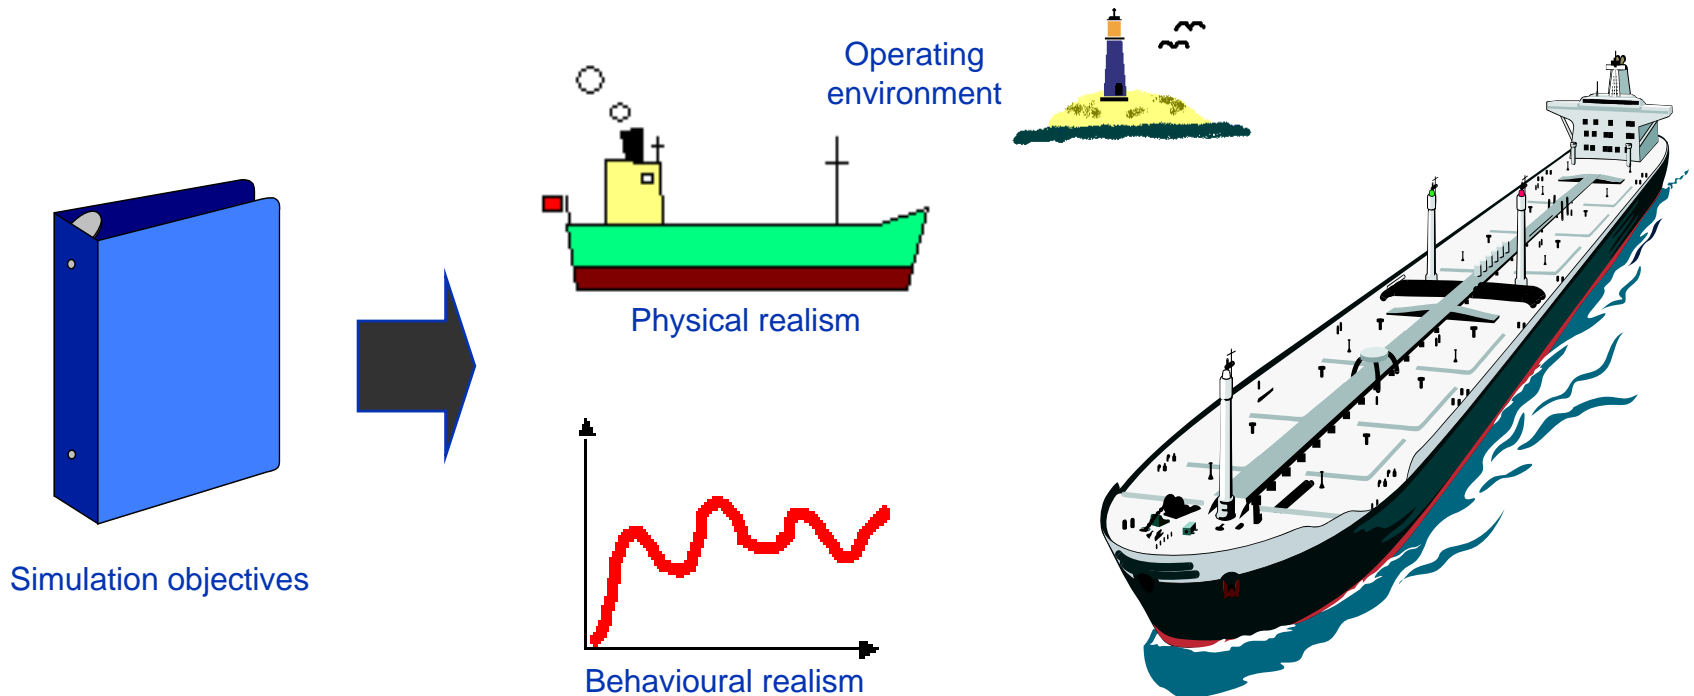 Operating
environment
Physical realism
Simulation objectives
Behavioural realism